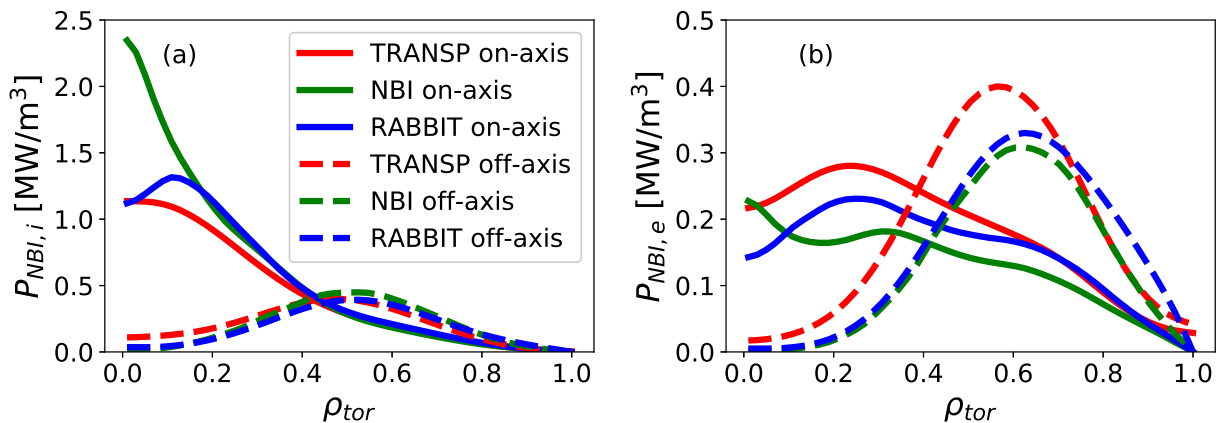 (a)
P_{NBI, i} [MW/m³]
2.5
2.0
1.5
1.0
0.5
0.0
TRANSP on-axis
NBI on-axis
RABBIT on-axis
TRANSP off-axis
NBI off-axis
RABBIT off-axis
0.0 0.2 0.4 0.6 0.8 1.0
ρ_{tor}
(b)
P_{NBI, e} [MW/m³]
0.5
0.4
0.3
0.2
0.1
0.0
0.0 0.2 0.4 0.6 0.8 1.0
ρ_{tor}